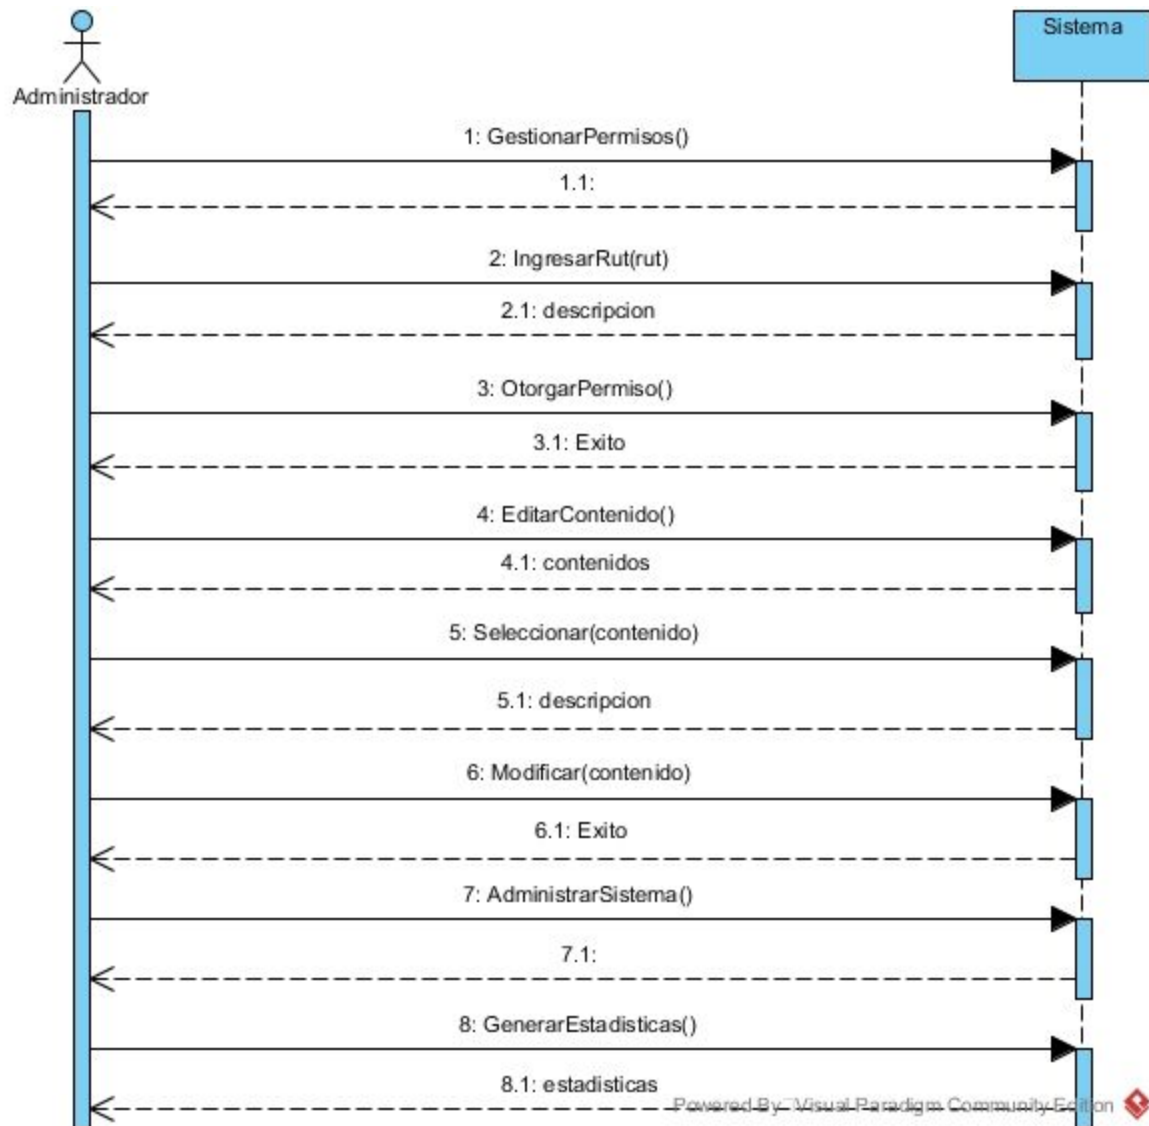 Sistema
Administrador
1: GestionarPermisos()
1.1:
2: IngresarRut(rut)
2.1: descripcion
3: OtorgarPermiso()
3.1: Exito
4: EditarContenido()
4.1: contenidos
5: Seleccionar(contenido)
5.1: descripcion
6: Modificar(contenido)
6.1: Exito
7: AdministrarSistema()
7.1:
8: GenerarEstadisticas()
8.1: estadisticas
Powered By Visual Paradigm Community Edition